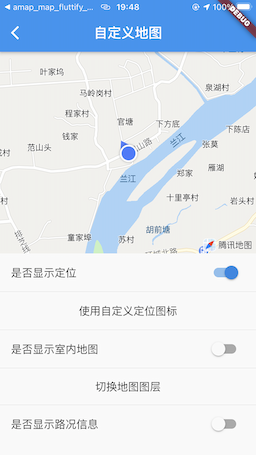 amap_map_fluttify_...
19:48
100%
DEBUG
自定义地图
叶家坞
泉湖村
马岭岗村
官塘
下方底
程家村
下陈店
钱家
山路
兰江
张莫
范山头
成村
雁湖
郑家
兰江
十里亭村
岩头村
胡前塘
童家埠
苏村
腾讯地图
是否显示定位
使用自定义定位图标
是否显示室内地图
切换地图图层
是否显示路况信息